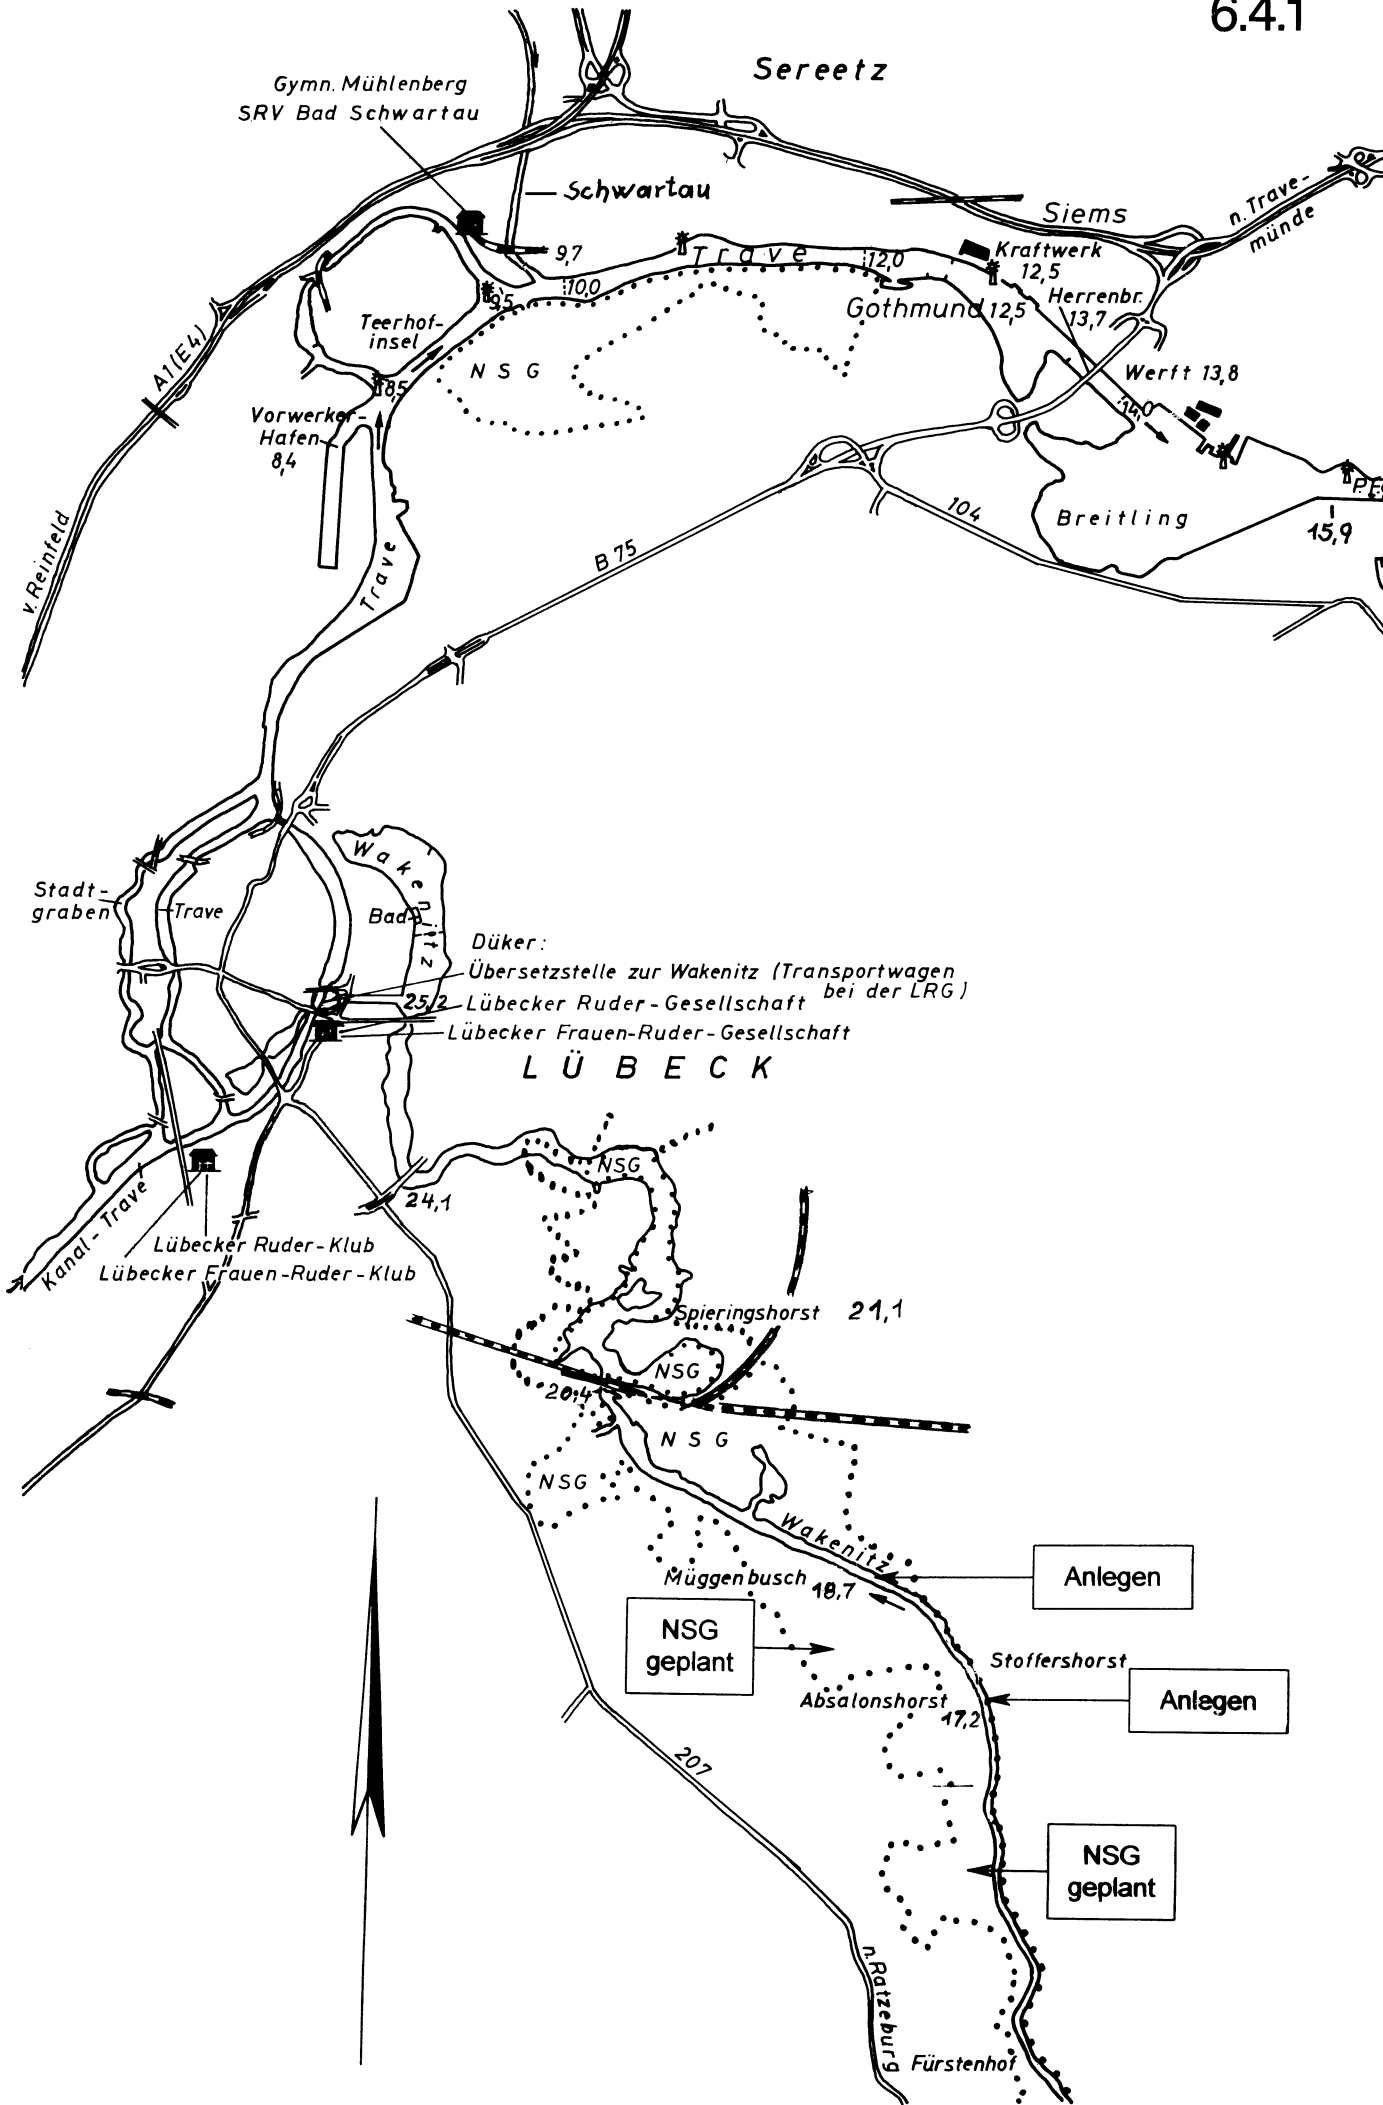 6.4.1
Sereetz
Gymn. Mühlenberg
SRV Bad Schwartau
Schwartau
n. Trave-
münde
Siems
9,7
Trave
12,0
Kraftwerk
12,5
10,0
9,5
Gothmund 12,5
Herrenbr.
13,7
Teerhof-
insel
NSG
A1 (E4)
8,5
Werft 13,8
14
Vorwerker-
Hafen
8,4
v. Reinfeld
Trave
B 75
104
Breitling
15,9
Wakenitz
Stadt-
graben
Trave
Bad
Düker:
Übersetzstelle zur Wakenitz (Transportwagen
bei der LRG)
25,2
Lübecker Ruder-Gesellschaft
Lübecker Frauen-Ruder-Gesellschaft
LÜBECK
NSG
Kanal-Trave
24,1
Lübecker Ruder-Klub
Lübecker Frauen-Ruder-Klub
Spieringshorst 21,1
NSG
20,4
NSG
NSG
Wakenitz
Müggenbusch 18,7
Anlegen
NSG
geplant
Stoffershorst
Absalonshorst
17,2
Anlegen
207
NSG
geplant
n. Ratzeburg
Fürstenhof